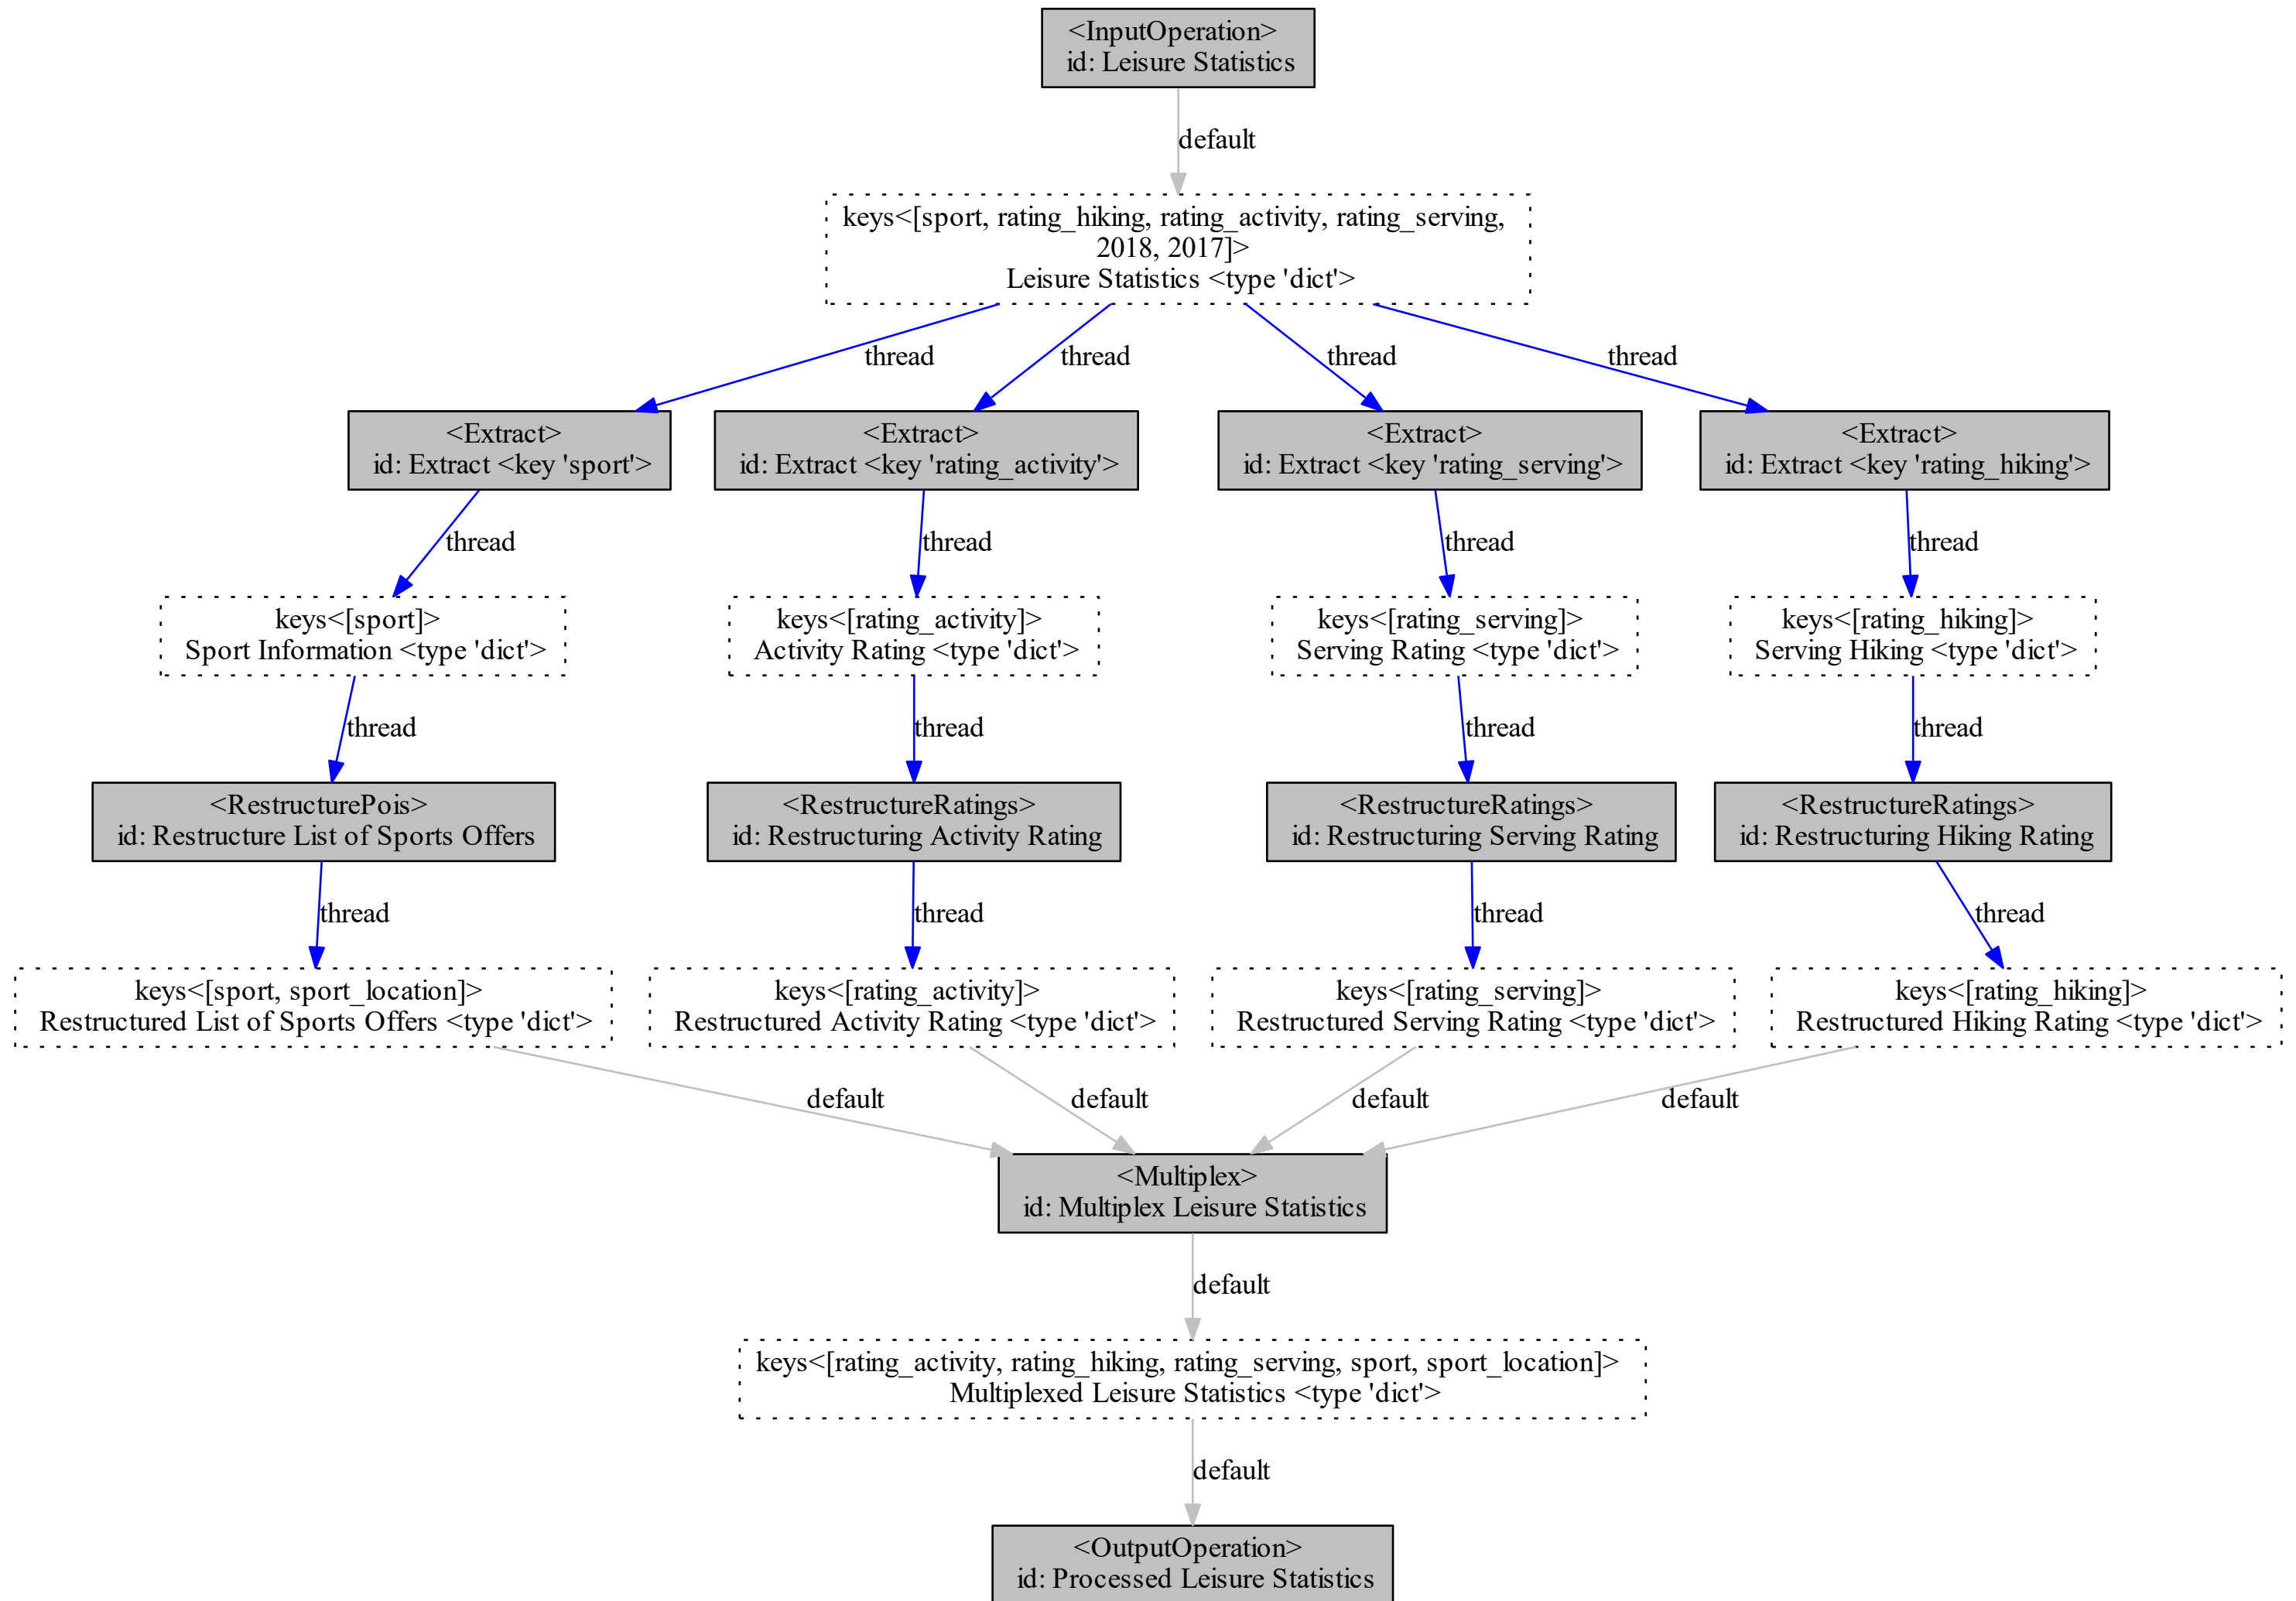 <InputOperation>
id: Leisure Statistics
default
keys<[sport, rating_hiking, rating_activity, rating_serving,
2018, 2017]>
Leisure Statistics <type 'dict'>
thread
thread
thread
thread
<Extract>
id: Extract <key 'sport'>
<Extract>
id: Extract <key 'rating_activity'>
<Extract>
id: Extract <key 'rating_serving'>
<Extract>
id: Extract <key 'rating_hiking'>
thread
thread
thread
thread
keys<[sport]>
Sport Information <type 'dict'>
keys<[rating_activity]>
Activity Rating <type 'dict'>
keys<[rating_serving]>
Serving Rating <type 'dict'>
keys<[rating_hiking]>
Serving Hiking <type 'dict'>
thread
thread
thread
thread
<RestructurePois>
id: Restructure List of Sports Offers
<RestructureRatings>
id: Restructuring Activity Rating
<RestructureRatings>
id: Restructuring Serving Rating
<RestructureRatings>
id: Restructuring Hiking Rating
thread
thread
thread
thread
keys<[sport, sport_location]>
Restructured List of Sports Offers <type 'dict'>
keys<[rating_activity]>
Restructured Activity Rating <type 'dict'>
keys<[rating_serving]>
Restructured Serving Rating <type 'dict'>
keys<[rating_hiking]>
Restructured Hiking Rating <type 'dict'>
default
default
default
default
<Multiplex>
id: Multiplex Leisure Statistics
default
keys<[rating_activity, rating_hiking, rating_serving, sport, sport_location]>
Multiplexed Leisure Statistics <type 'dict'>
default
<OutputOperation>
id: Processed Leisure Statistics